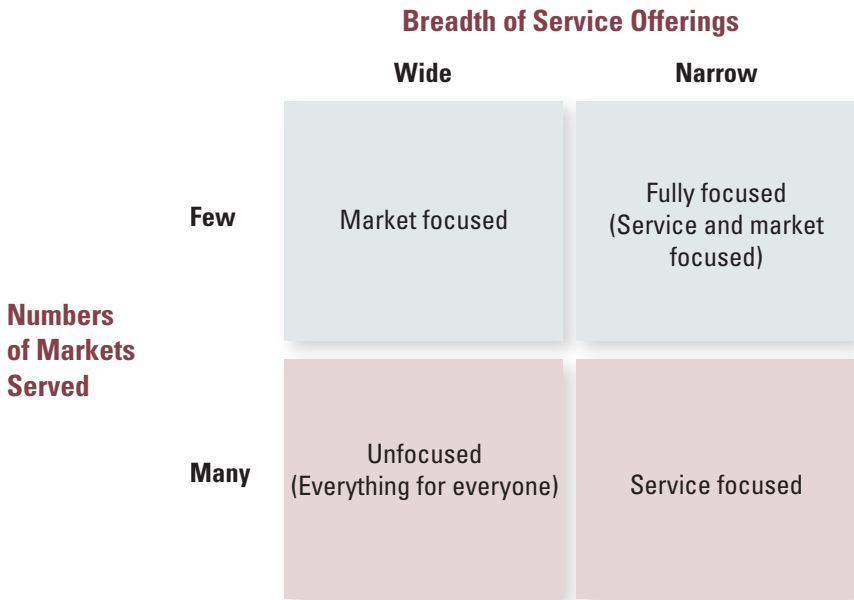 Breadth of Service Offerings
Wide
Narrow
Few
Market focused
Fully focused
(Service and market
focused)
Numbers
of Markets
Served
Many
Unfocused
(Everything for everyone)
Service focused